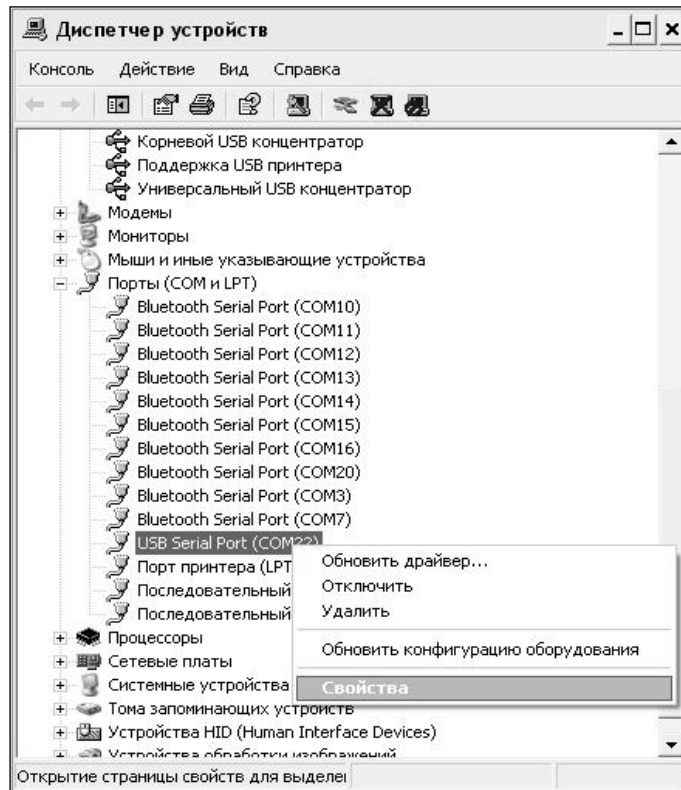 Диспетчер устройств
Консоль Действие Вид Справка
Корневой USB концентратор
Поддержка USB принтера
Универсальный USB концентратор
Модемы
Мониторы
Мыши и иные указывающие устройства
Порты (COM и LPT)
Bluetooth Serial Port (COM10)
Bluetooth Serial Port (COM11)
Bluetooth Serial Port (COM12)
Bluetooth Serial Port (COM13)
Bluetooth Serial Port (COM14)
Bluetooth Serial Port (COM15)
Bluetooth Serial Port (COM16)
Bluetooth Serial Port (COM20)
Bluetooth Serial Port (COM3)
Bluetooth Serial Port (COM7)
USB Serial Port (COM22)
Порт принтера (LPT
Последовательный
Последовательный
Процессоры
Сетевые платы
Системные устройства
Тома запоминающих устройств
Устройства HID (Human Interface Devices)
Устройства обработки изображений
Обновить драйвер...
Отключить
Удалить
Обновить конфигурацию оборудования
Свойства
Открытие страницы свойств для выделе